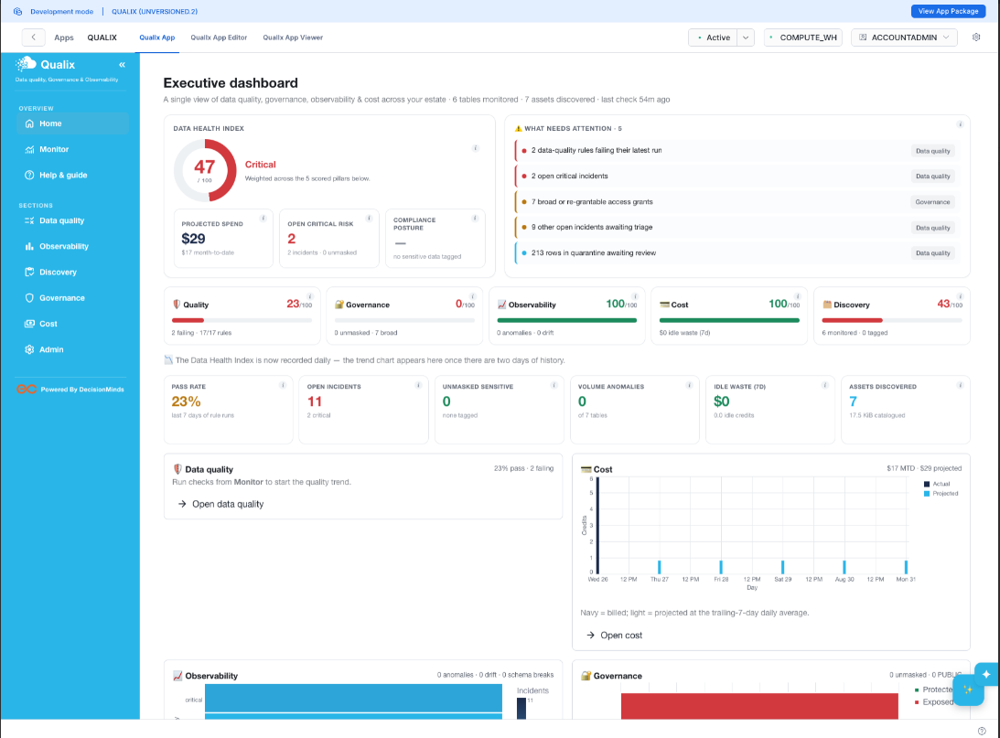 Development mode | QUALIX (UNVERSIONED.2)
View App Package
Apps QUALIX Qualix App Qualix App Editor Qualix App Viewer
Active COMPUTE_WH ACCOUNTADMIN
Qualix
Data quality, Governance & Observability
OVERVIEW
Home
Monitor
Help & guide
SECTIONS
Data quality
Observability
Discovery
Governance
Cost
Admin
Powered By DecisionMinds
Executive dashboard
A single view of data quality, governance, observability & cost across your estate · 6 tables monitored · 7 assets discovered · last check 54m ago
DATA HEALTH INDEX
47
/ 100
Critical
Weighted across the 5 scored pillars below.
PROJECTED SPEND
$29
$17 month-to-date
OPEN CRITICAL RISK
2
2 incidents · 0 unmasked
COMPLIANCE POSTURE
—
no sensitive data tagged
WHAT NEEDS ATTENTION · 5
2 data-quality rules failing their latest run Data quality
2 open critical incidents Data quality
7 broad or re-grantable access grants Governance
9 other open incidents awaiting triage Data quality
213 rows in quarantine awaiting review Data quality
Quality 23/100
2 failing · 17/17 rules
Governance 0/100
0 unmasked · 7 broad
Observability 100/100
0 anomalies · 0 drift
Cost 100/100
$0 idle waste (7d)
Discovery 43/100
6 monitored · 0 tagged
The Data Health Index is now recorded daily — the trend chart appears here once there are two days of history.
PASS RATE
23%
last 7 days of rule runs
OPEN INCIDENTS
11
2 critical
UNMASKED SENSITIVE
0
none tagged
VOLUME ANOMALIES
0
of 7 tables
IDLE WASTE (7D)
$0
0.0 idle credits
ASSETS DISCOVERED
7
17.5 KiB catalogued
Data quality 23% pass · 2 failing
Run checks from Monitor to start the quality trend.
Open data quality
Cost $17 MTD · $29 projected
Actual
Projected
Credits
6
5
4
3
2
1
0
Wed 26 12 PM Thu 27 12 PM Fri 28 12 PM Sat 29 12 PM Aug 30 12 PM Mon 31
Day
Navy = billed; light = projected at the trailing-7-day daily average.
Open cost
Observability 0 anomalies · 0 drift · 0 schema breaks
critical
Incidents
11
Governance 0 unmasked · 0 PUBLIC
Exposed